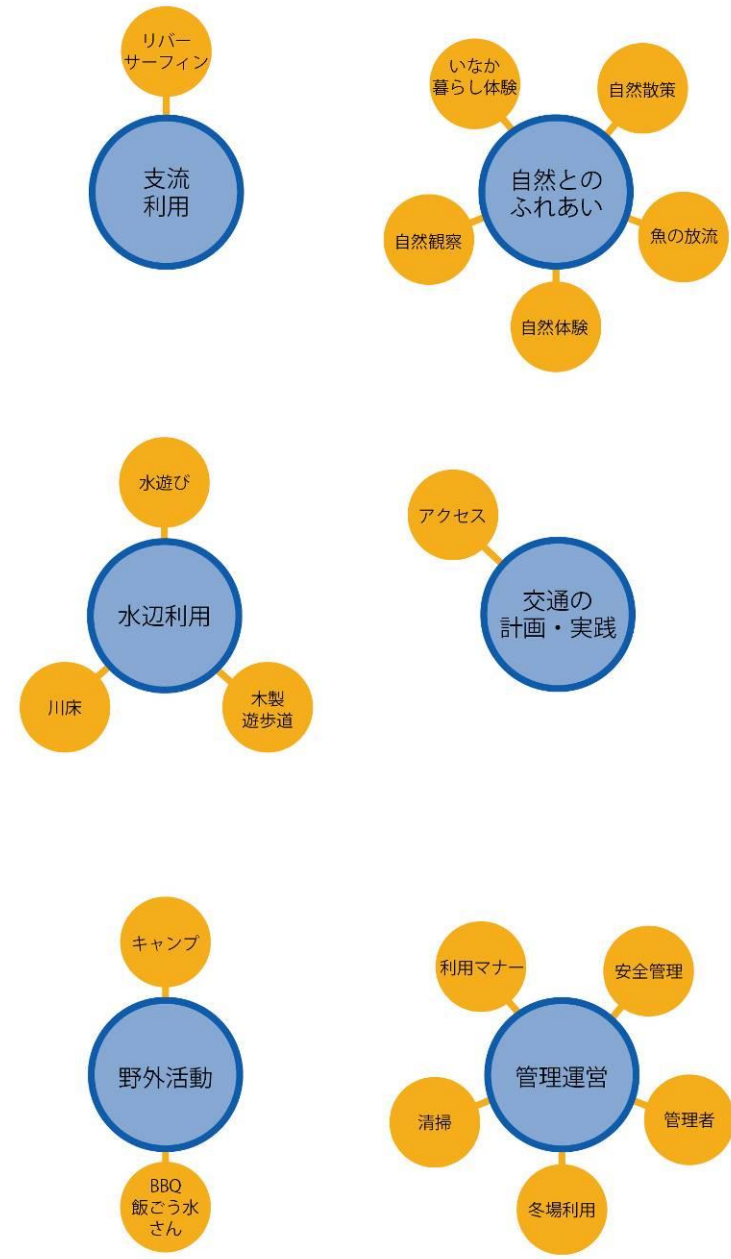 リバー
サーフィン
支流
利用
いなか
暮らし体験
自然散策
自然との
ふれあい
自然観察
魚の放流
自然体験
水遊び
水辺利用
川床
木製
遊歩道
アクセス
交通の
計画・実践
キャンプ
野外活動
BBQ
飯ごう水
さん
利用マナー
安全管理
管理運営
清掃
管理者
冬場利用